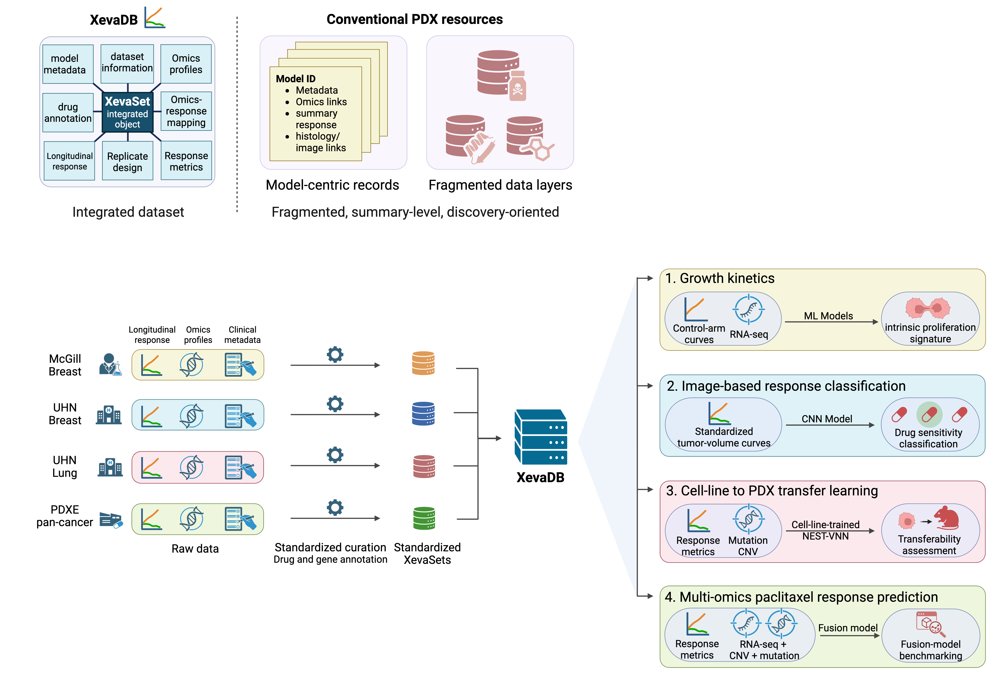 XevaDB
Conventional PDX resources
model
metadata
dataset
information
Omics
profiles
drug
annotation
XevaSet
integrated
object
Omics-
response
mapping
Longitudinal
response
Replicate
design
Response
metrics
Integrated dataset
Model ID
• Metadata
• Omics links
• summary
response
• histology/
image links
Model-centric records
Fragmented data layers
Fragmented, summary-level, discovery-oriented
Longitudinal
response
Omics
profiles
Clinical
metadata
McGill
Breast
UHN
Breast
H
UHN
Lung
H
PDXE
pan-cancer
Raw data
Standardized curation
Drug and gene annotation
Standardized
XevaSets
XevaDB
1. Growth kinetics
Control-arm
curves
RNA-seq
ML Models
intrinsic proliferation
signature
2. Image-based response classification
Standardized
tumor-volume curves
CNN Model
Drug sensitivity
classification
3. Cell-line to PDX transfer learning
Response
metrics
Mutation
CNV
Cell-line-trained
NEST-VNN
Transferability
assessment
4. Multi-omics paclitaxel response prediction
Response
metrics
RNA-seq +
CNV + mutation
Fusion model
Fusion-model
benchmarking